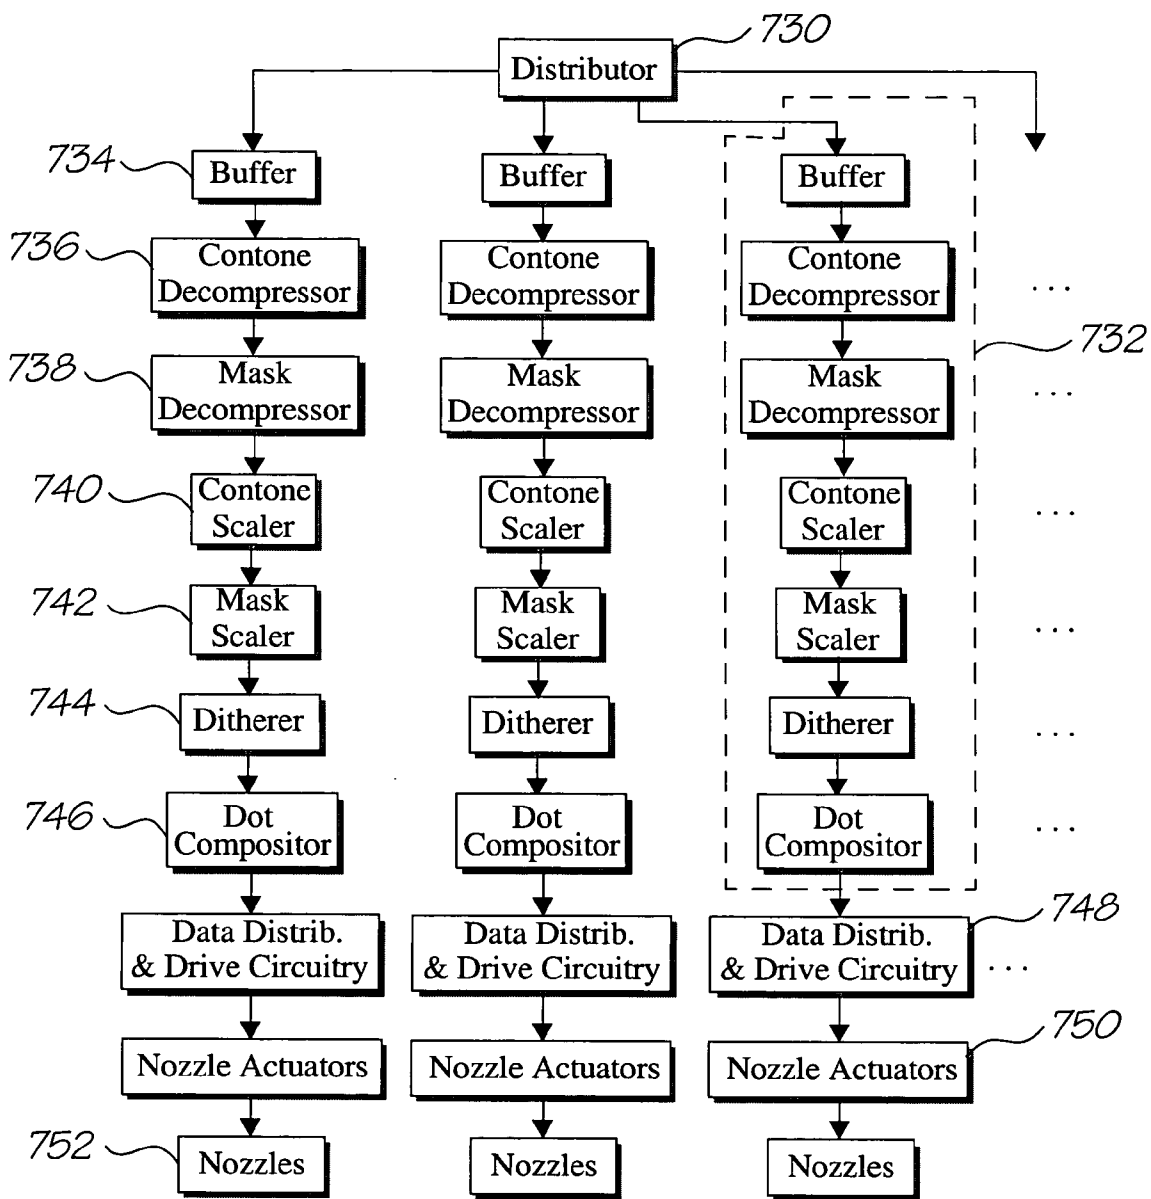 730
Distributor
734
Buffer
Buffer
Buffer
736
Contone
Decompressor
Contone
Decompressor
Contone
Decompressor
...
732
738
Mask
Decompressor
Mask
Decompressor
Mask
Decompressor
...
740
Contone
Scaler
Contone
Scaler
Contone
Scaler
...
742
Mask
Scaler
Mask
Scaler
Mask
Scaler
...
744
Ditherer
Ditherer
Ditherer
...
746
Dot
Compositor
Dot
Compositor
Dot
Compositor
...
748
Data Distrib.
& Drive Circuitry
Data Distrib.
& Drive Circuitry
Data Distrib.
& Drive Circuitry
...
750
Nozzle Actuators
Nozzle Actuators
Nozzle Actuators
752
Nozzles
Nozzles
Nozzles